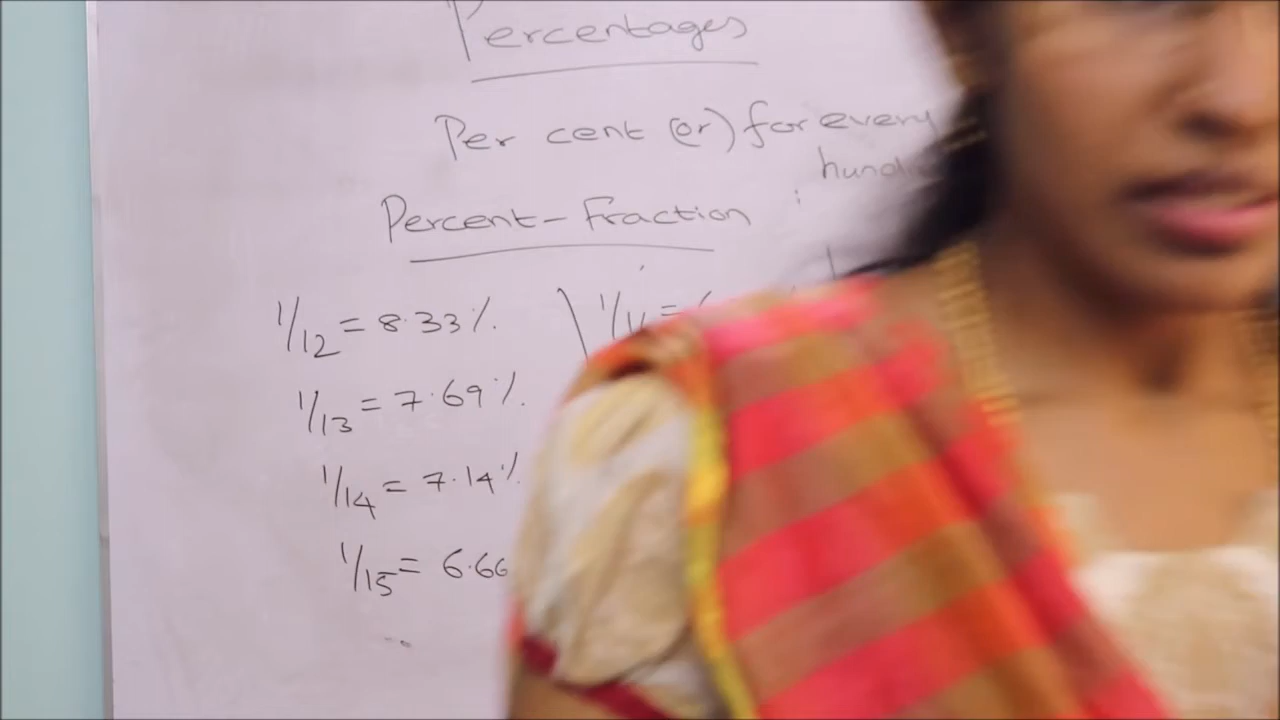 Percentages
Per cent (or) for every
Percent - Fraction
1/12 = 8.33%.
1/13 = 7.69%.
1/14 = 7.14%.
1/15 = 6.66